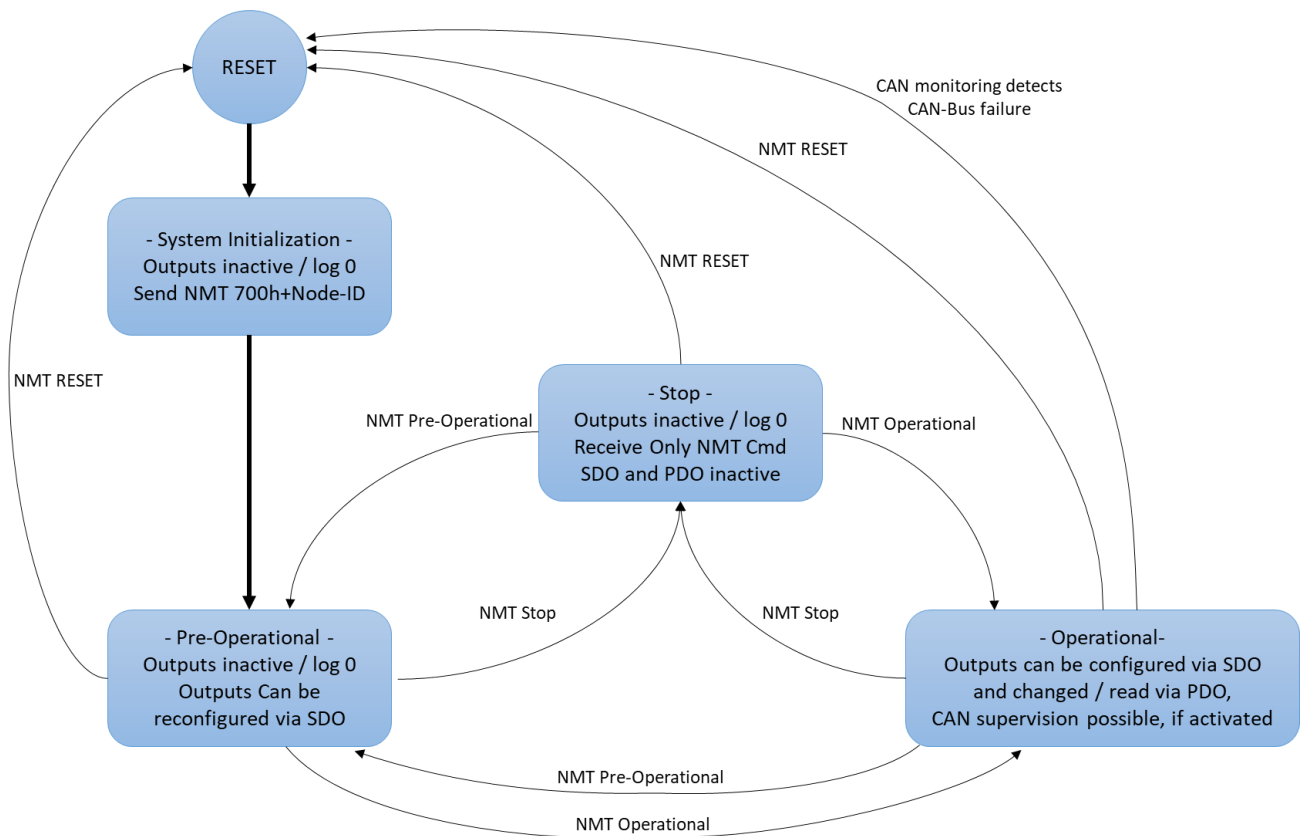 RESET
CAN monitoring detects
CAN-Bus failure
NMT RESET
- System Initialization -
Outputs inactive / log 0
Send NMT 700h+Node-ID
NMT RESET
NMT RESET
- Stop -
Outputs inactive / log 0
Receive Only NMT Cmd
SDO and PDO inactive
NMT Pre-Operational
NMT Operational
NMT Stop
NMT Stop
- Pre-Operational -
Outputs inactive / log 0
Outputs Can be
reconfigured via SDO
- Operational-
Outputs can be configured via SDO
and changed / read via PDO,
CAN supervision possible, if activated
NMT Pre-Operational
NMT Operational